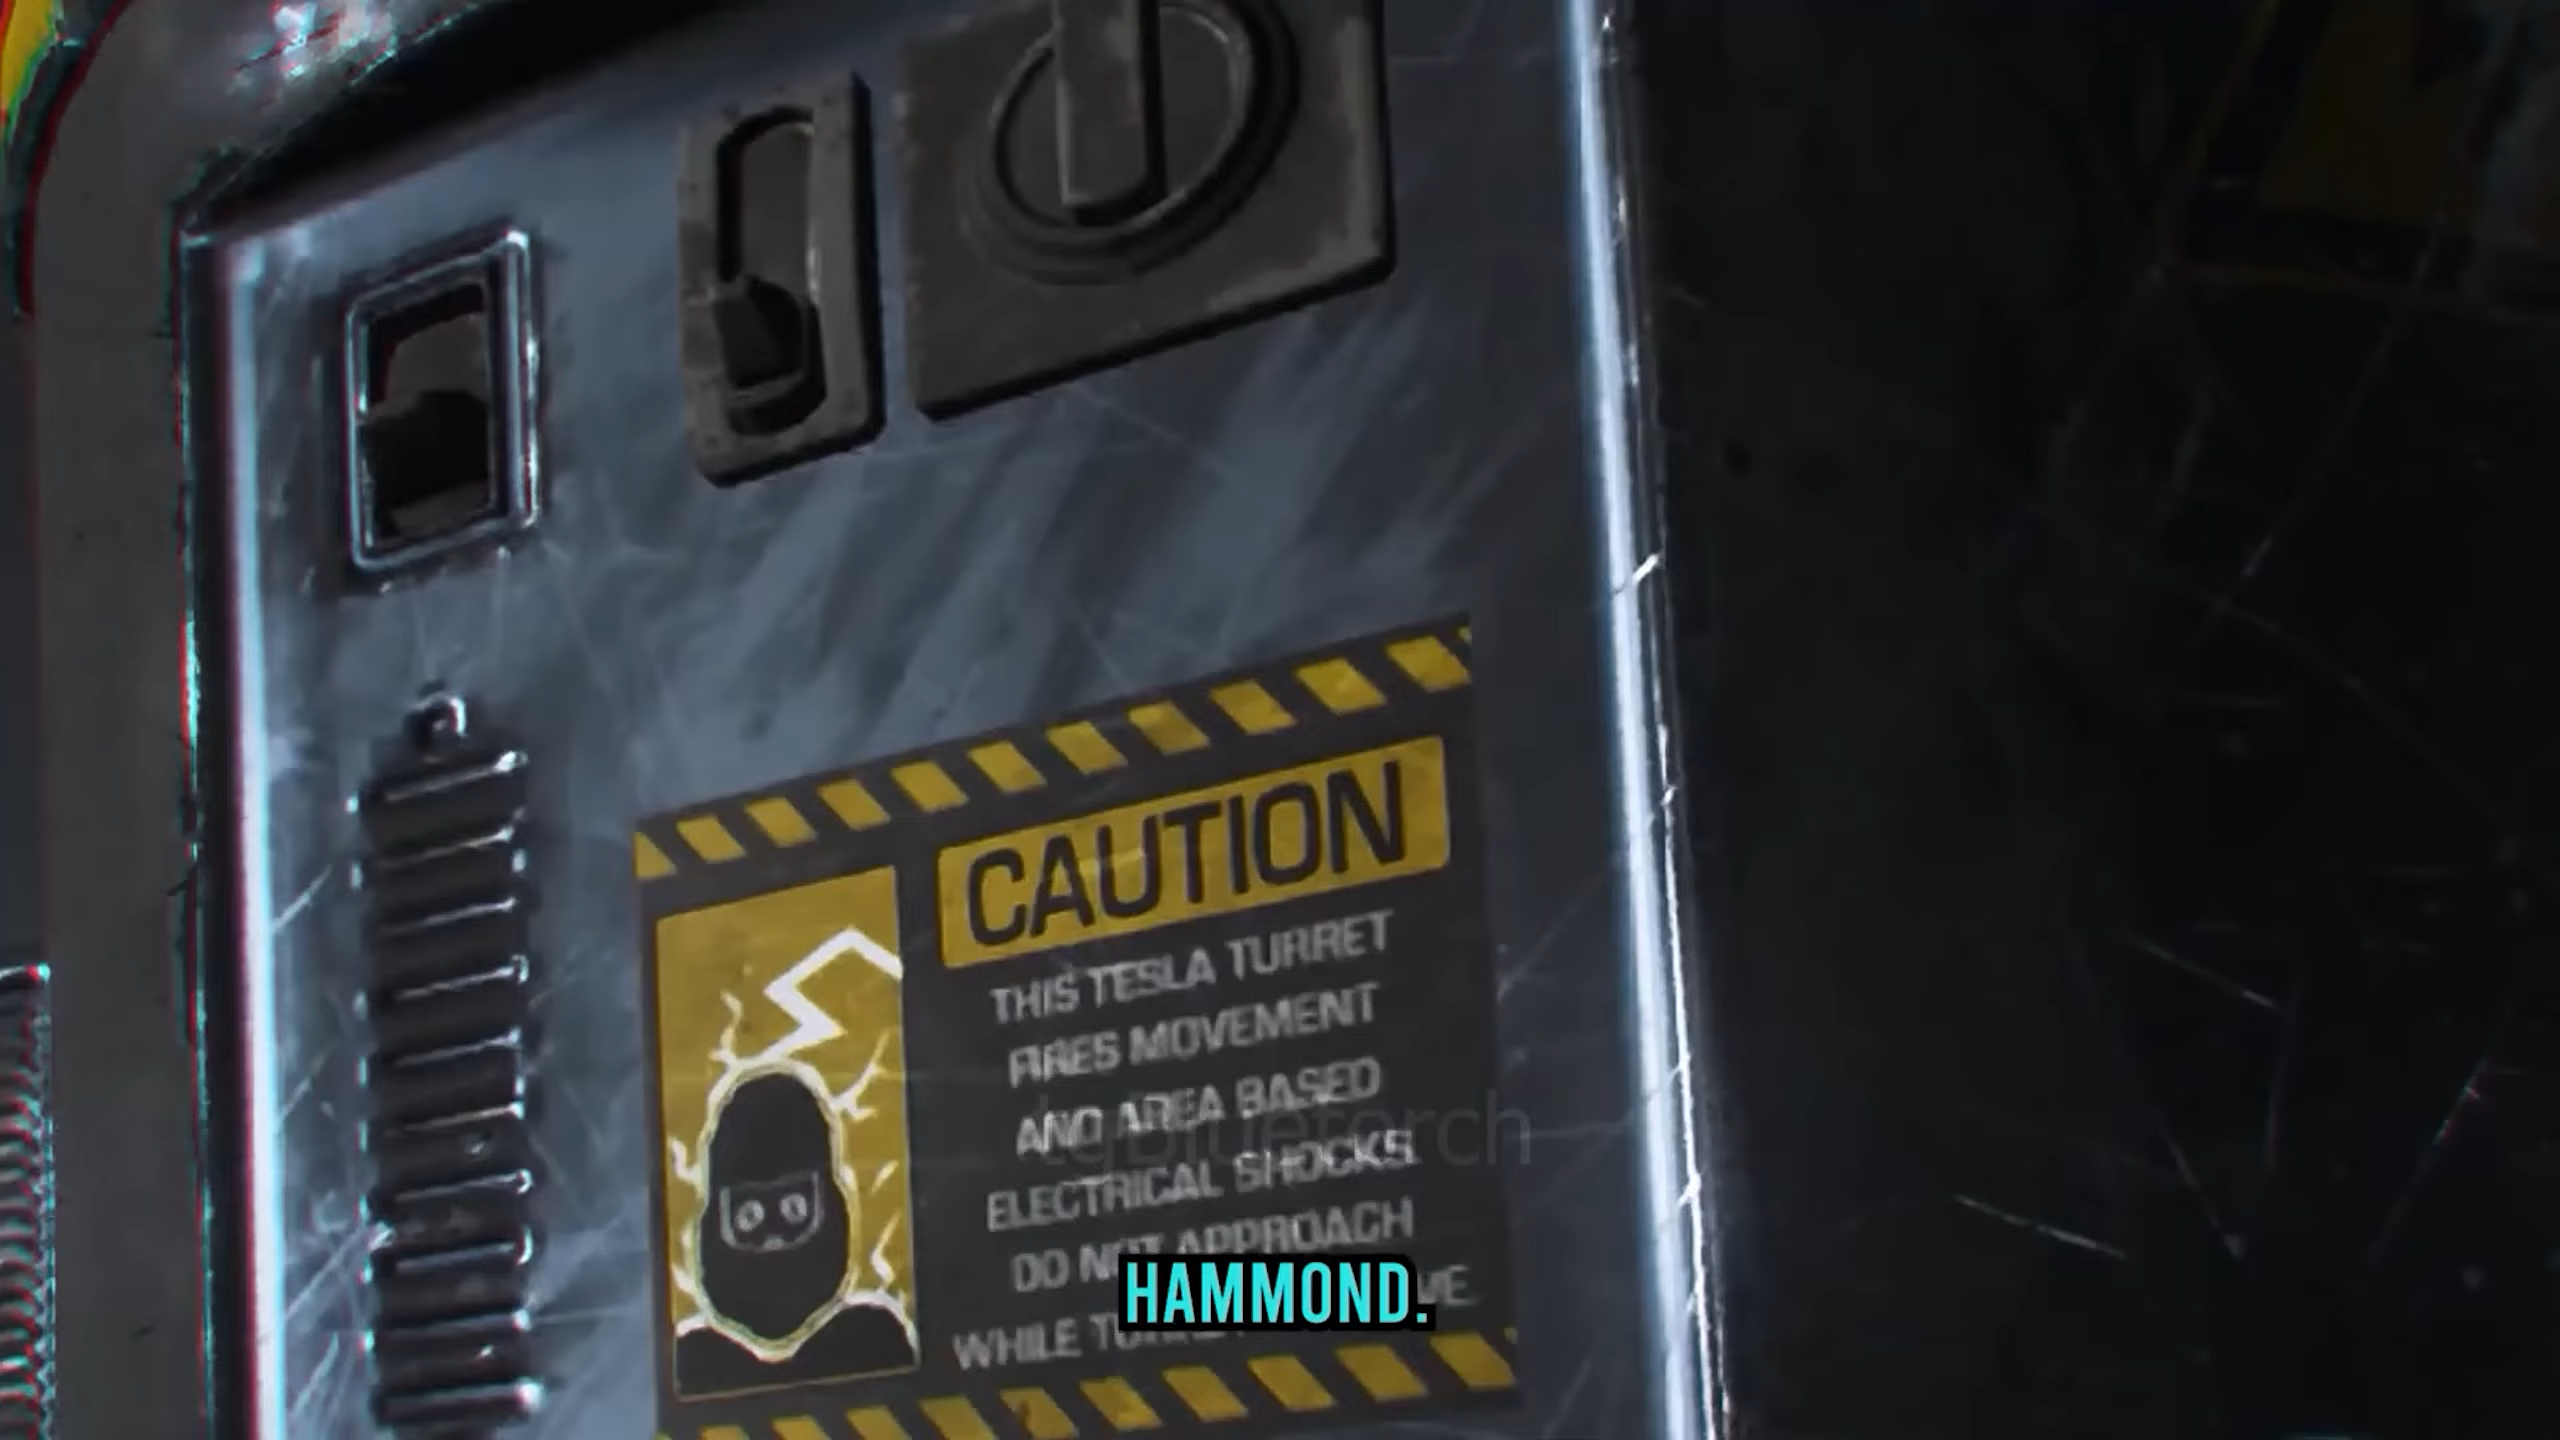 CAUTION
THIS TESLA TURRET
FIRES MOVEMENT
AND AREA BASED
ELECTRICAL SHOCKS.
DO NOT APPROACH
WHILE
HAMMOND.